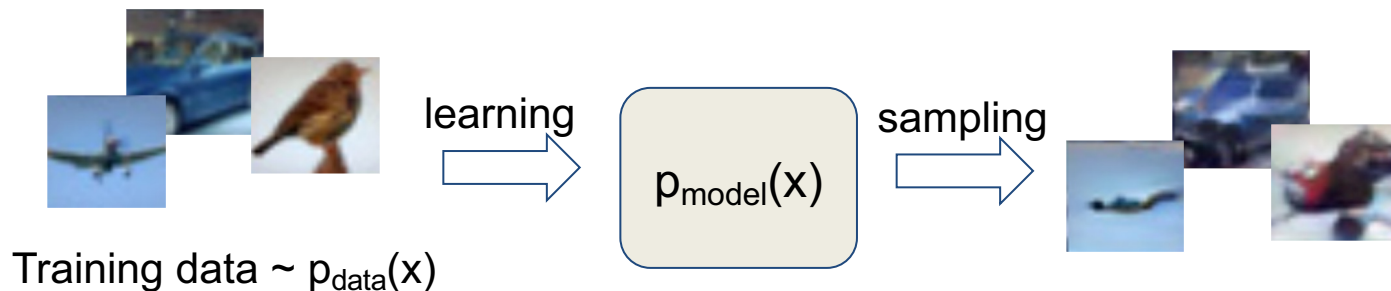 learning
sampling
pmodel(x)
Training data ~ pdata(x)